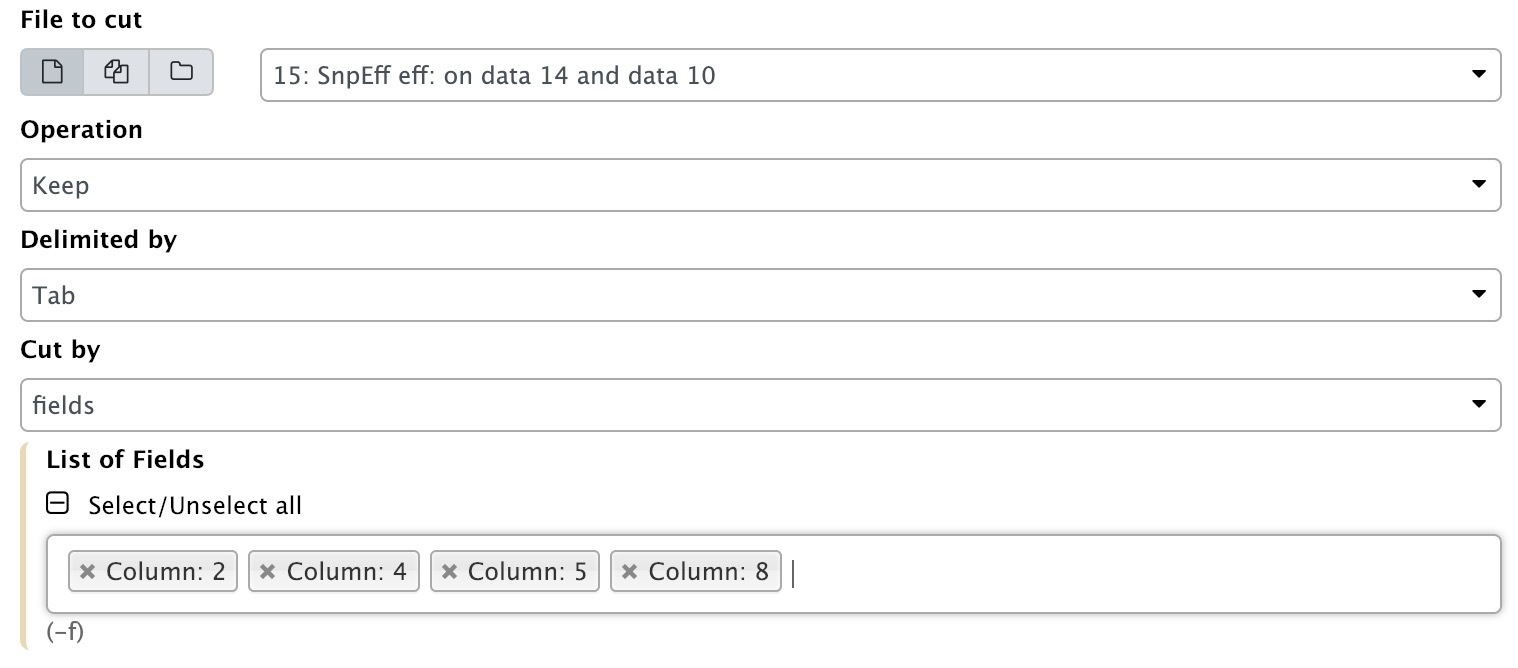 File to cut
15: SnpEff eff: on data 14 and data 10
Operation
Keep
Delimited by
Tab
Cut by
fields
List of Fields
Select/Unselect all
Column: 2 Column: 4 Column: 5 Column: 8
(-f)